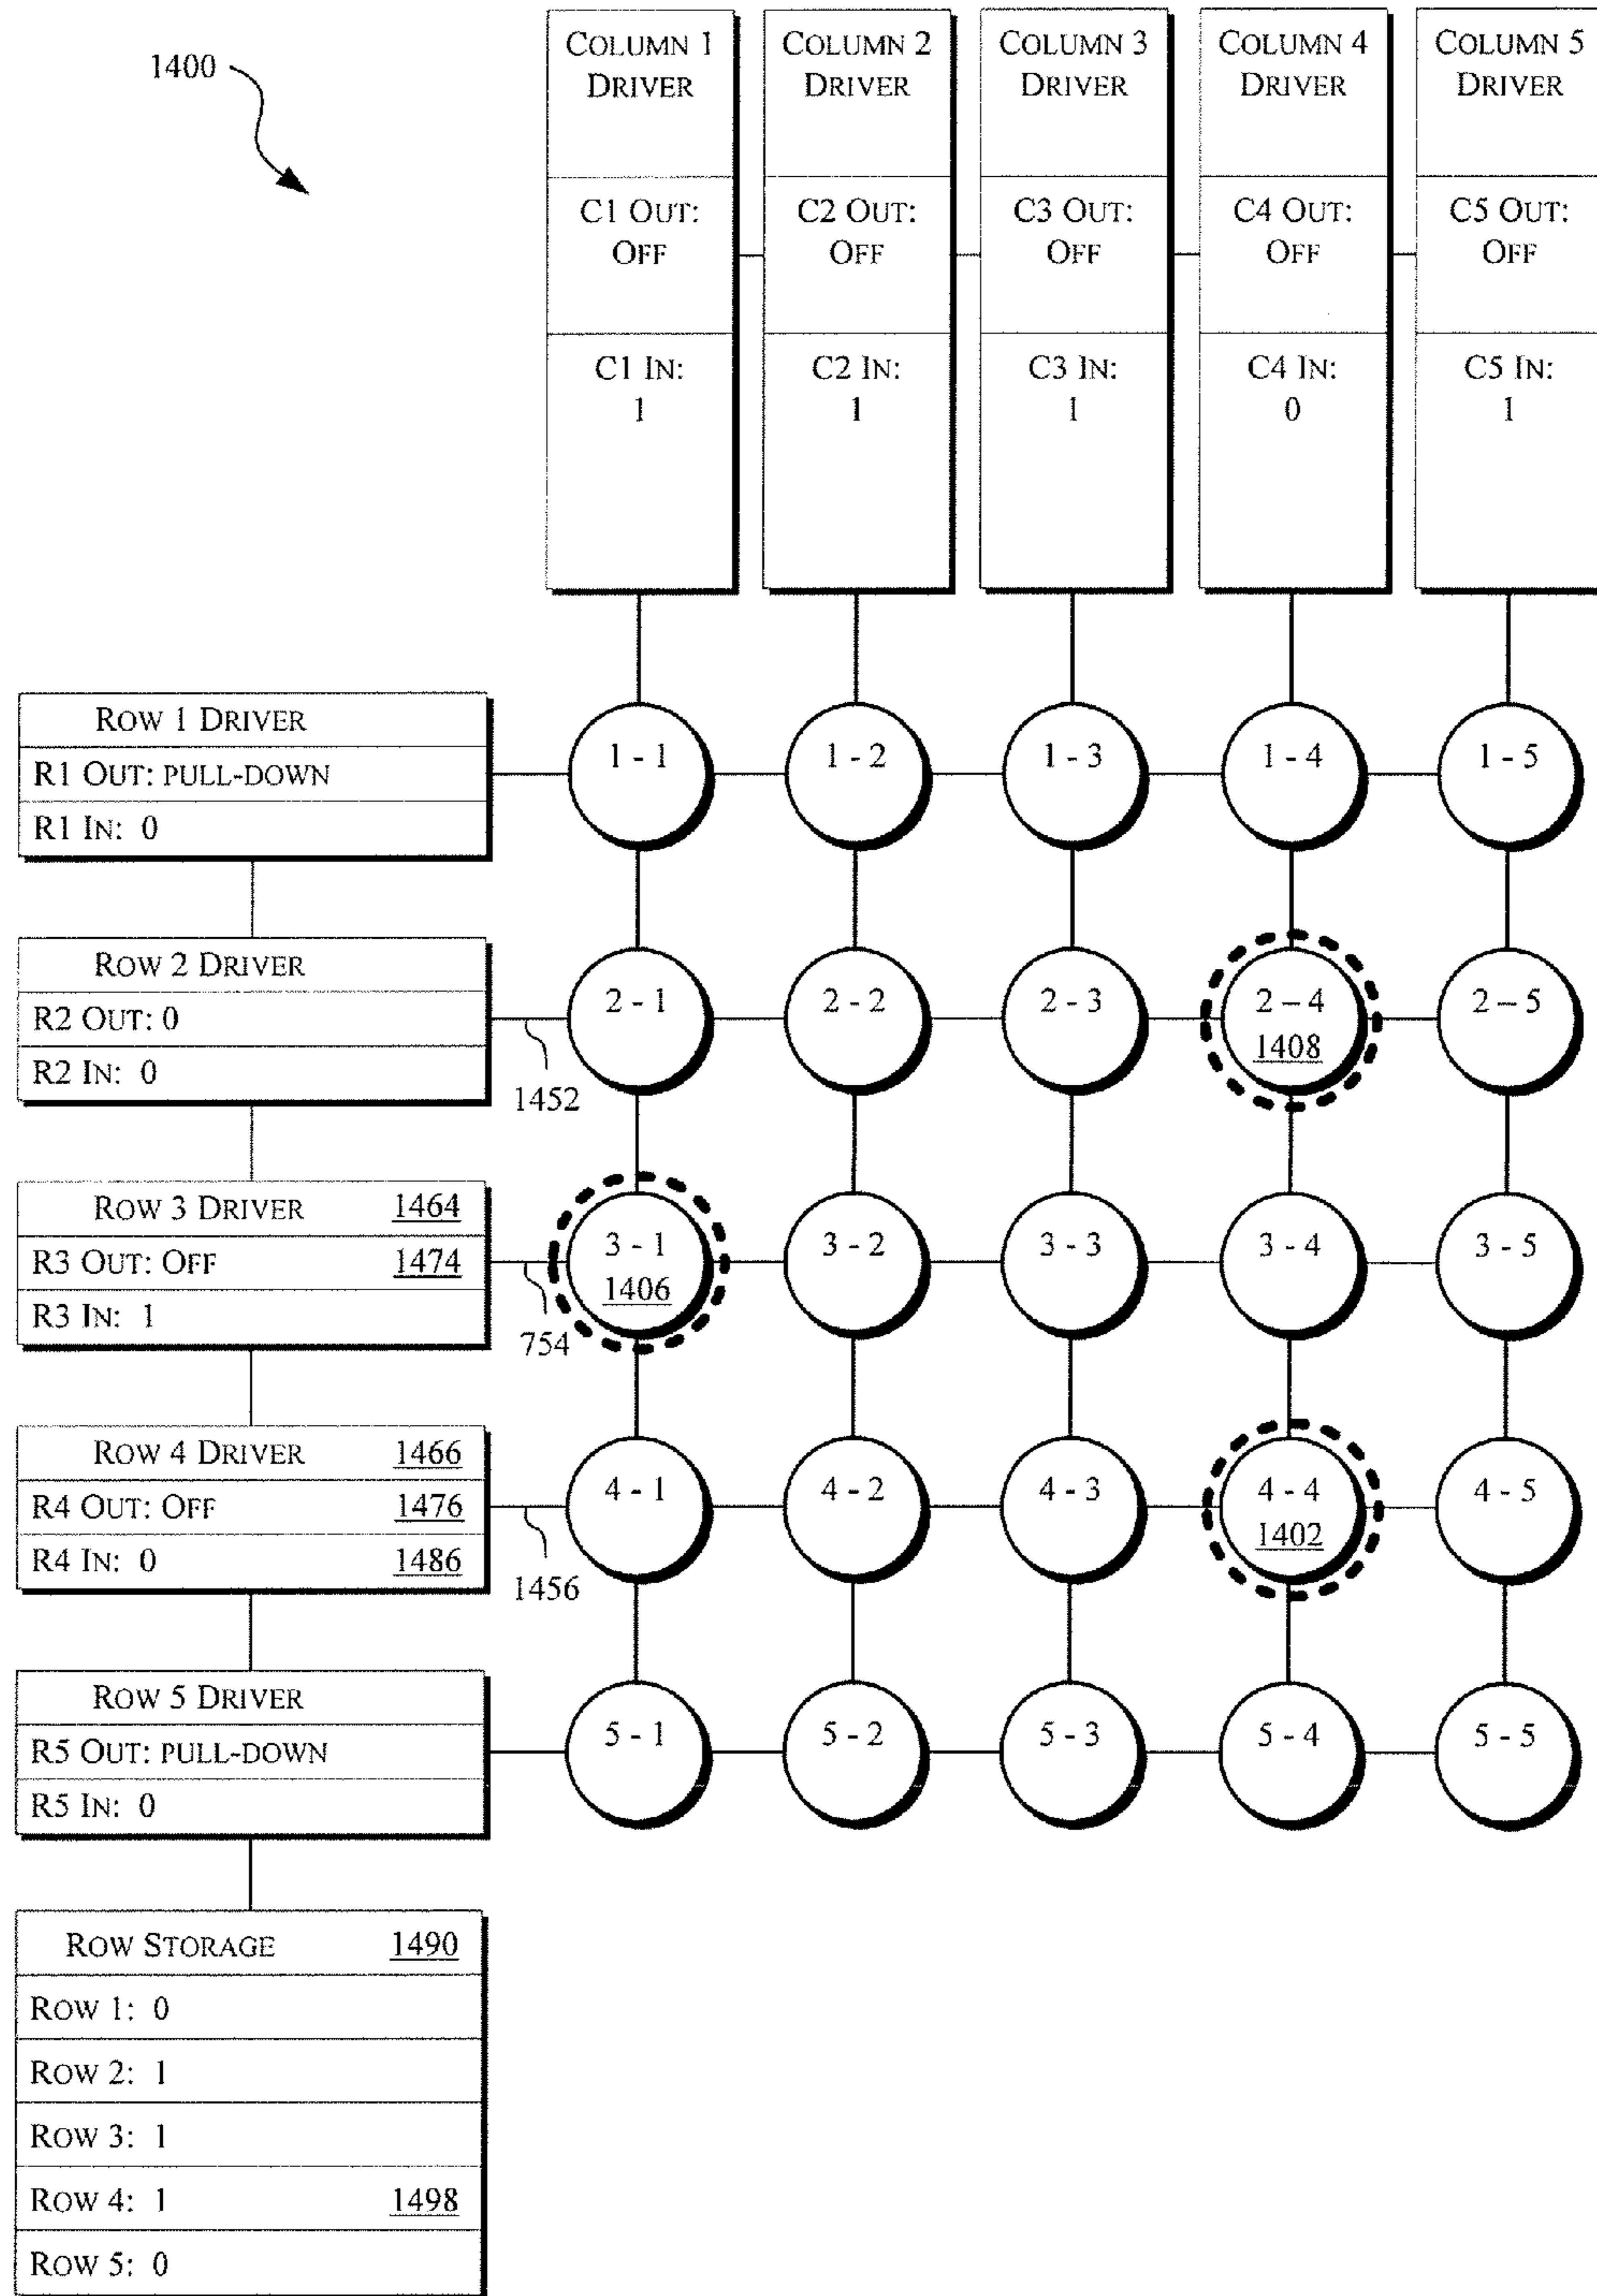 1400
COLUMN 1
DRIVER
C1 OUT:
OFF
C1 IN:
1
COLUMN 2
DRIVER
C2 OUT:
OFF
C2 IN:
1
COLUMN 3
DRIVER
C3 OUT:
OFF
C3 IN:
1
COLUMN 4
DRIVER
C4 OUT:
OFF
C4 IN:
0
COLUMN 5
DRIVER
C5 OUT:
OFF
C5 IN:
1
ROW 1 DRIVER
R1 OUT: PULL-DOWN
R1 IN: 0
1 - 1
1 - 2
1 - 3
1 - 4
1 - 5
ROW 2 DRIVER
R2 OUT: 0
R2 IN: 0
1452
2 - 1
2 - 2
2 - 3
2 – 4
1408
2 – 5
ROW 3 DRIVER 1464
R3 OUT: OFF 1474
R3 IN: 1
754
3 - 1
1406
3 - 2
3 - 3
3 - 4
3 - 5
ROW 4 DRIVER 1466
R4 OUT: OFF 1476
R4 IN: 0 1486
1456
4 - 1
4 - 2
4 - 3
4 - 4
1402
4 - 5
ROW 5 DRIVER
R5 OUT: PULL-DOWN
R5 IN: 0
5 - 1
5 - 2
5 - 3
5 - 4
5 - 5
ROW STORAGE 1490
ROW 1: 0
ROW 2: 1
ROW 3: 1
ROW 4: 1 1498
ROW 5: 0